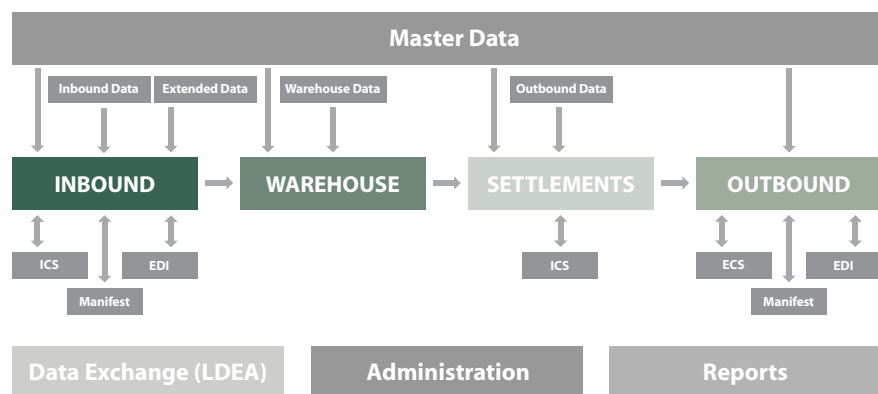 Master Data
Inbound Data
Extended Data
Warehouse Data
Outbound Data
INBOUND
WAREHOUSE
SETTLEMENTS
OUTBOUND
ICS
EDI
ICS
ECS
EDI
Manifest
Manifest
Data Exchange (LDEA)
Administration
Reports